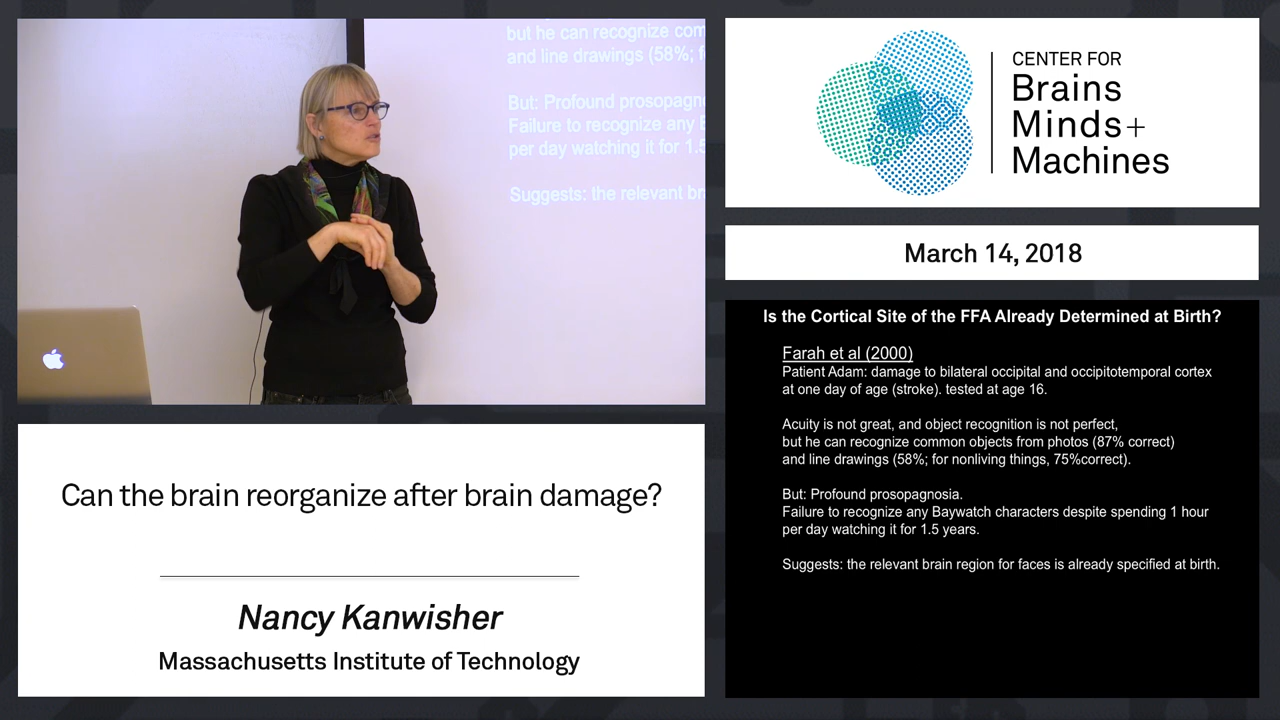 but he can recognize com
and line drawings (58%; f
But: Profound prosopagn
Failure to recognize any B
per day watching it for 1.5
Suggests: the relevant br
CENTER FOR
Brains
Minds+
Machines
March 14, 2018
Can the brain reorganize after brain damage?
Nancy Kanwisher
Massachusetts Institute of Technology
Is the Cortical Site of the FFA Already Determined at Birth?
Farah et al (2000)
Patient Adam: damage to bilateral occipital and occipitotemporal cortex
at one day of age (stroke). tested at age 16.
Acuity is not great, and object recognition is not perfect,
but he can recognize common objects from photos (87% correct)
and line drawings (58%; for nonliving things, 75%correct).
But: Profound prosopagnosia.
Failure to recognize any Baywatch characters despite spending 1 hour
per day watching it for 1.5 years.
Suggests: the relevant brain region for faces is already specified at birth.